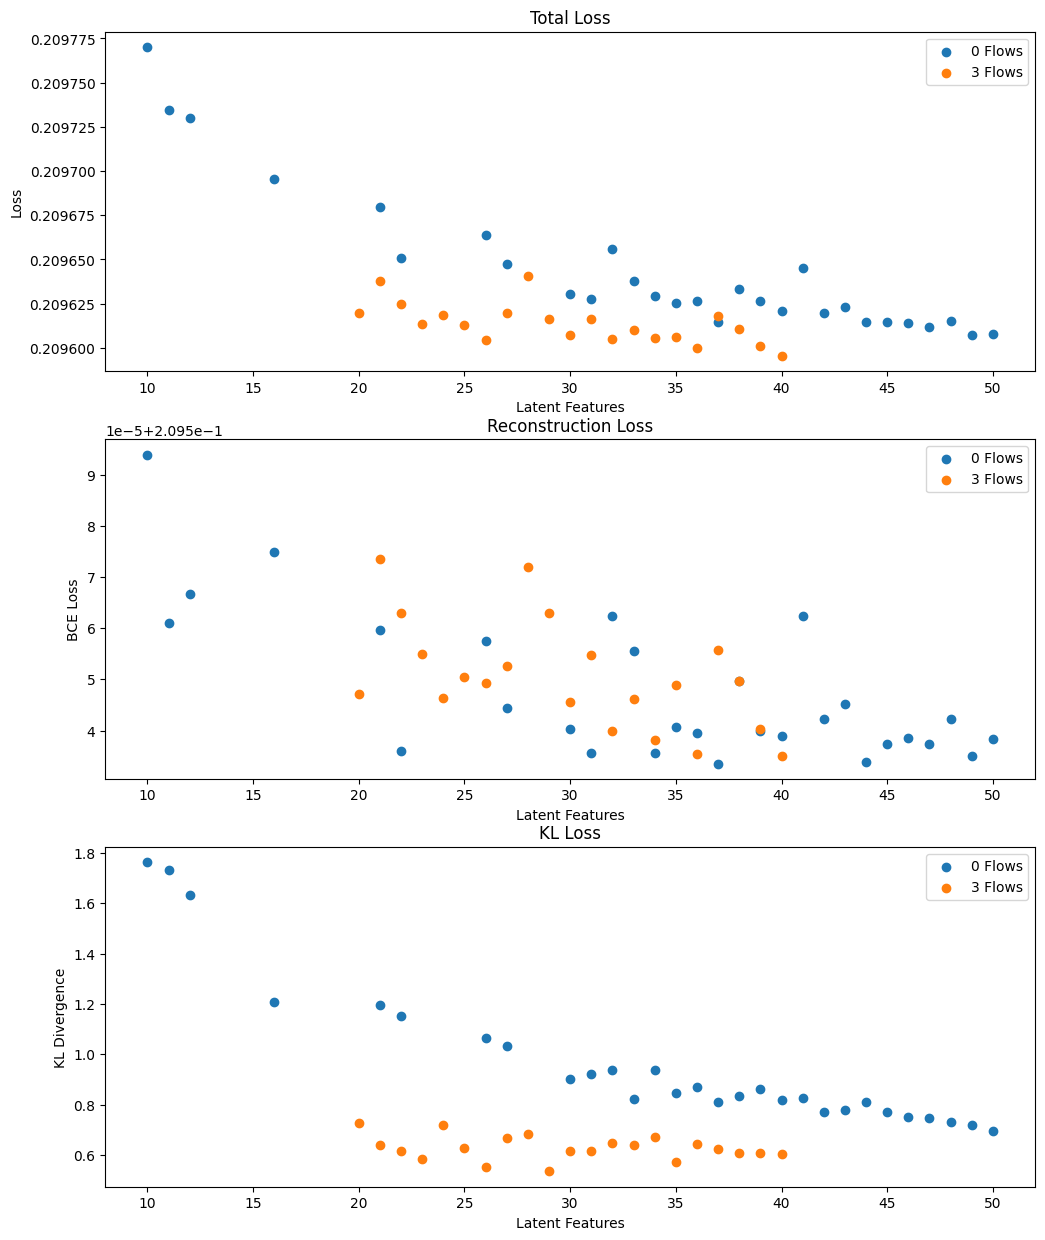 Total Loss
0.209775
0.209750
0.209725
0.209700
0.209675
0.209650
0.209625
0.209600
Loss
0 Flows
3 Flows
10 15 20 25 30 35 40 45 50
Latent Features
Reconstruction Loss
1e-5+2.095e-1
9
8
7
6
5
4
BCE Loss
0 Flows
3 Flows
10 15 20 25 30 35 40 45 50
Latent Features
KL Loss
1.8
1.6
1.4
1.2
1.0
0.8
0.6
KL Divergence
0 Flows
3 Flows
10 15 20 25 30 35 40 45 50
Latent Features